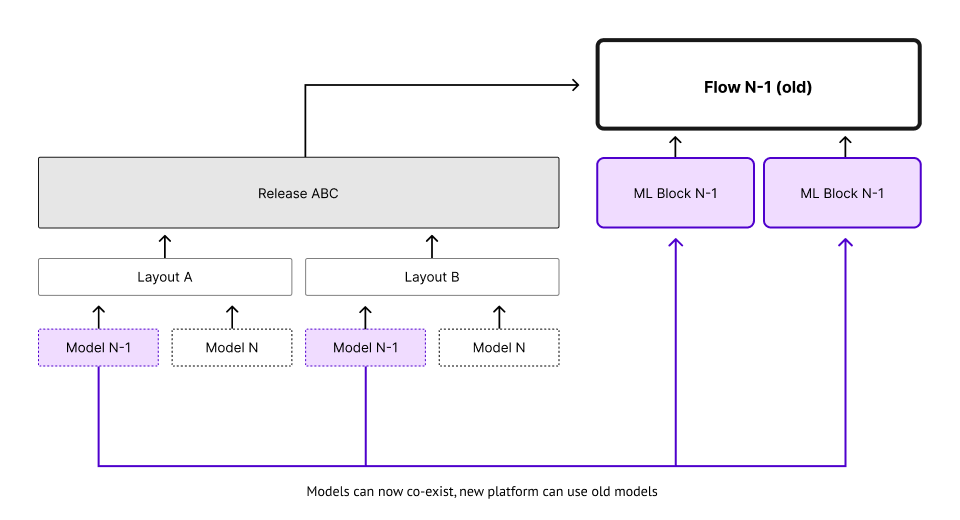 Flow N-1 (old)
Release ABC
ML Block N-1
ML Block N-1
Layout A
Layout B
Model N-1
Model N
Model N-1
Model N
Models can now co-exist, new platform can use old models